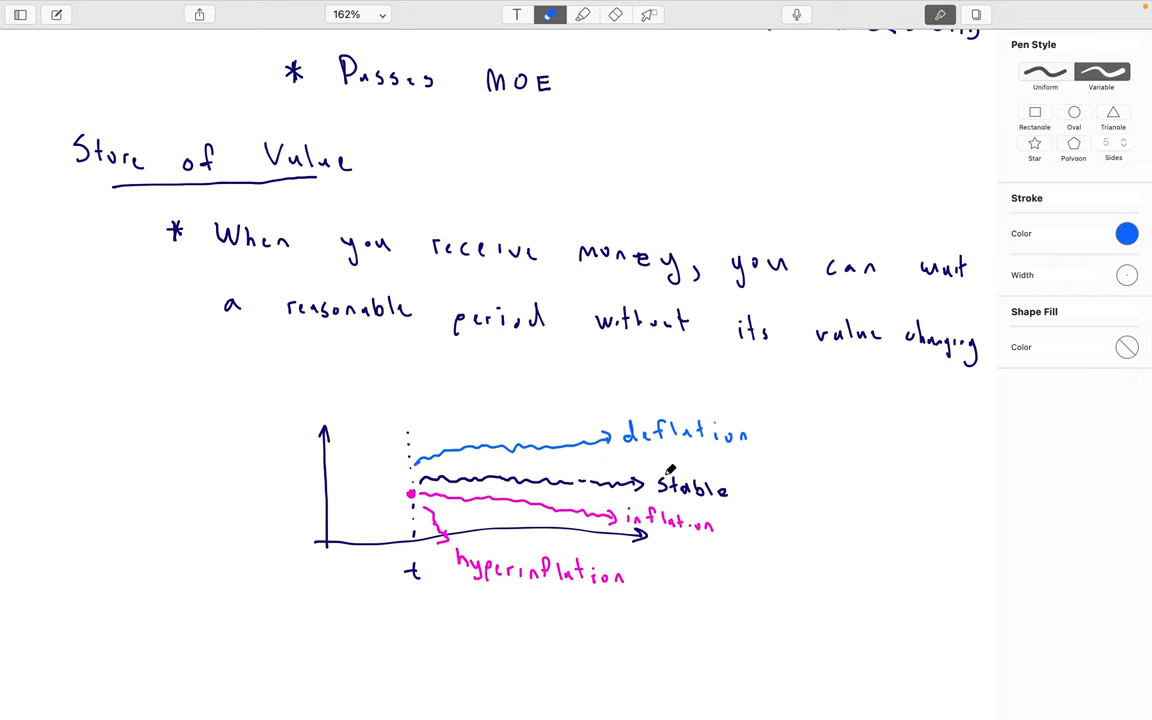 162%
T
Pen Style
* Passes MOE
Uniform
Variable
Rectangle
Oval
Triangle
5
Star
Polygon
Sides
Store of Value
Stroke
Color
* When you receive money, you can wait
Width
a reasonable period without its value changing
Shape Fill
Color
deflation
stable
inflation
hyperinflation
t